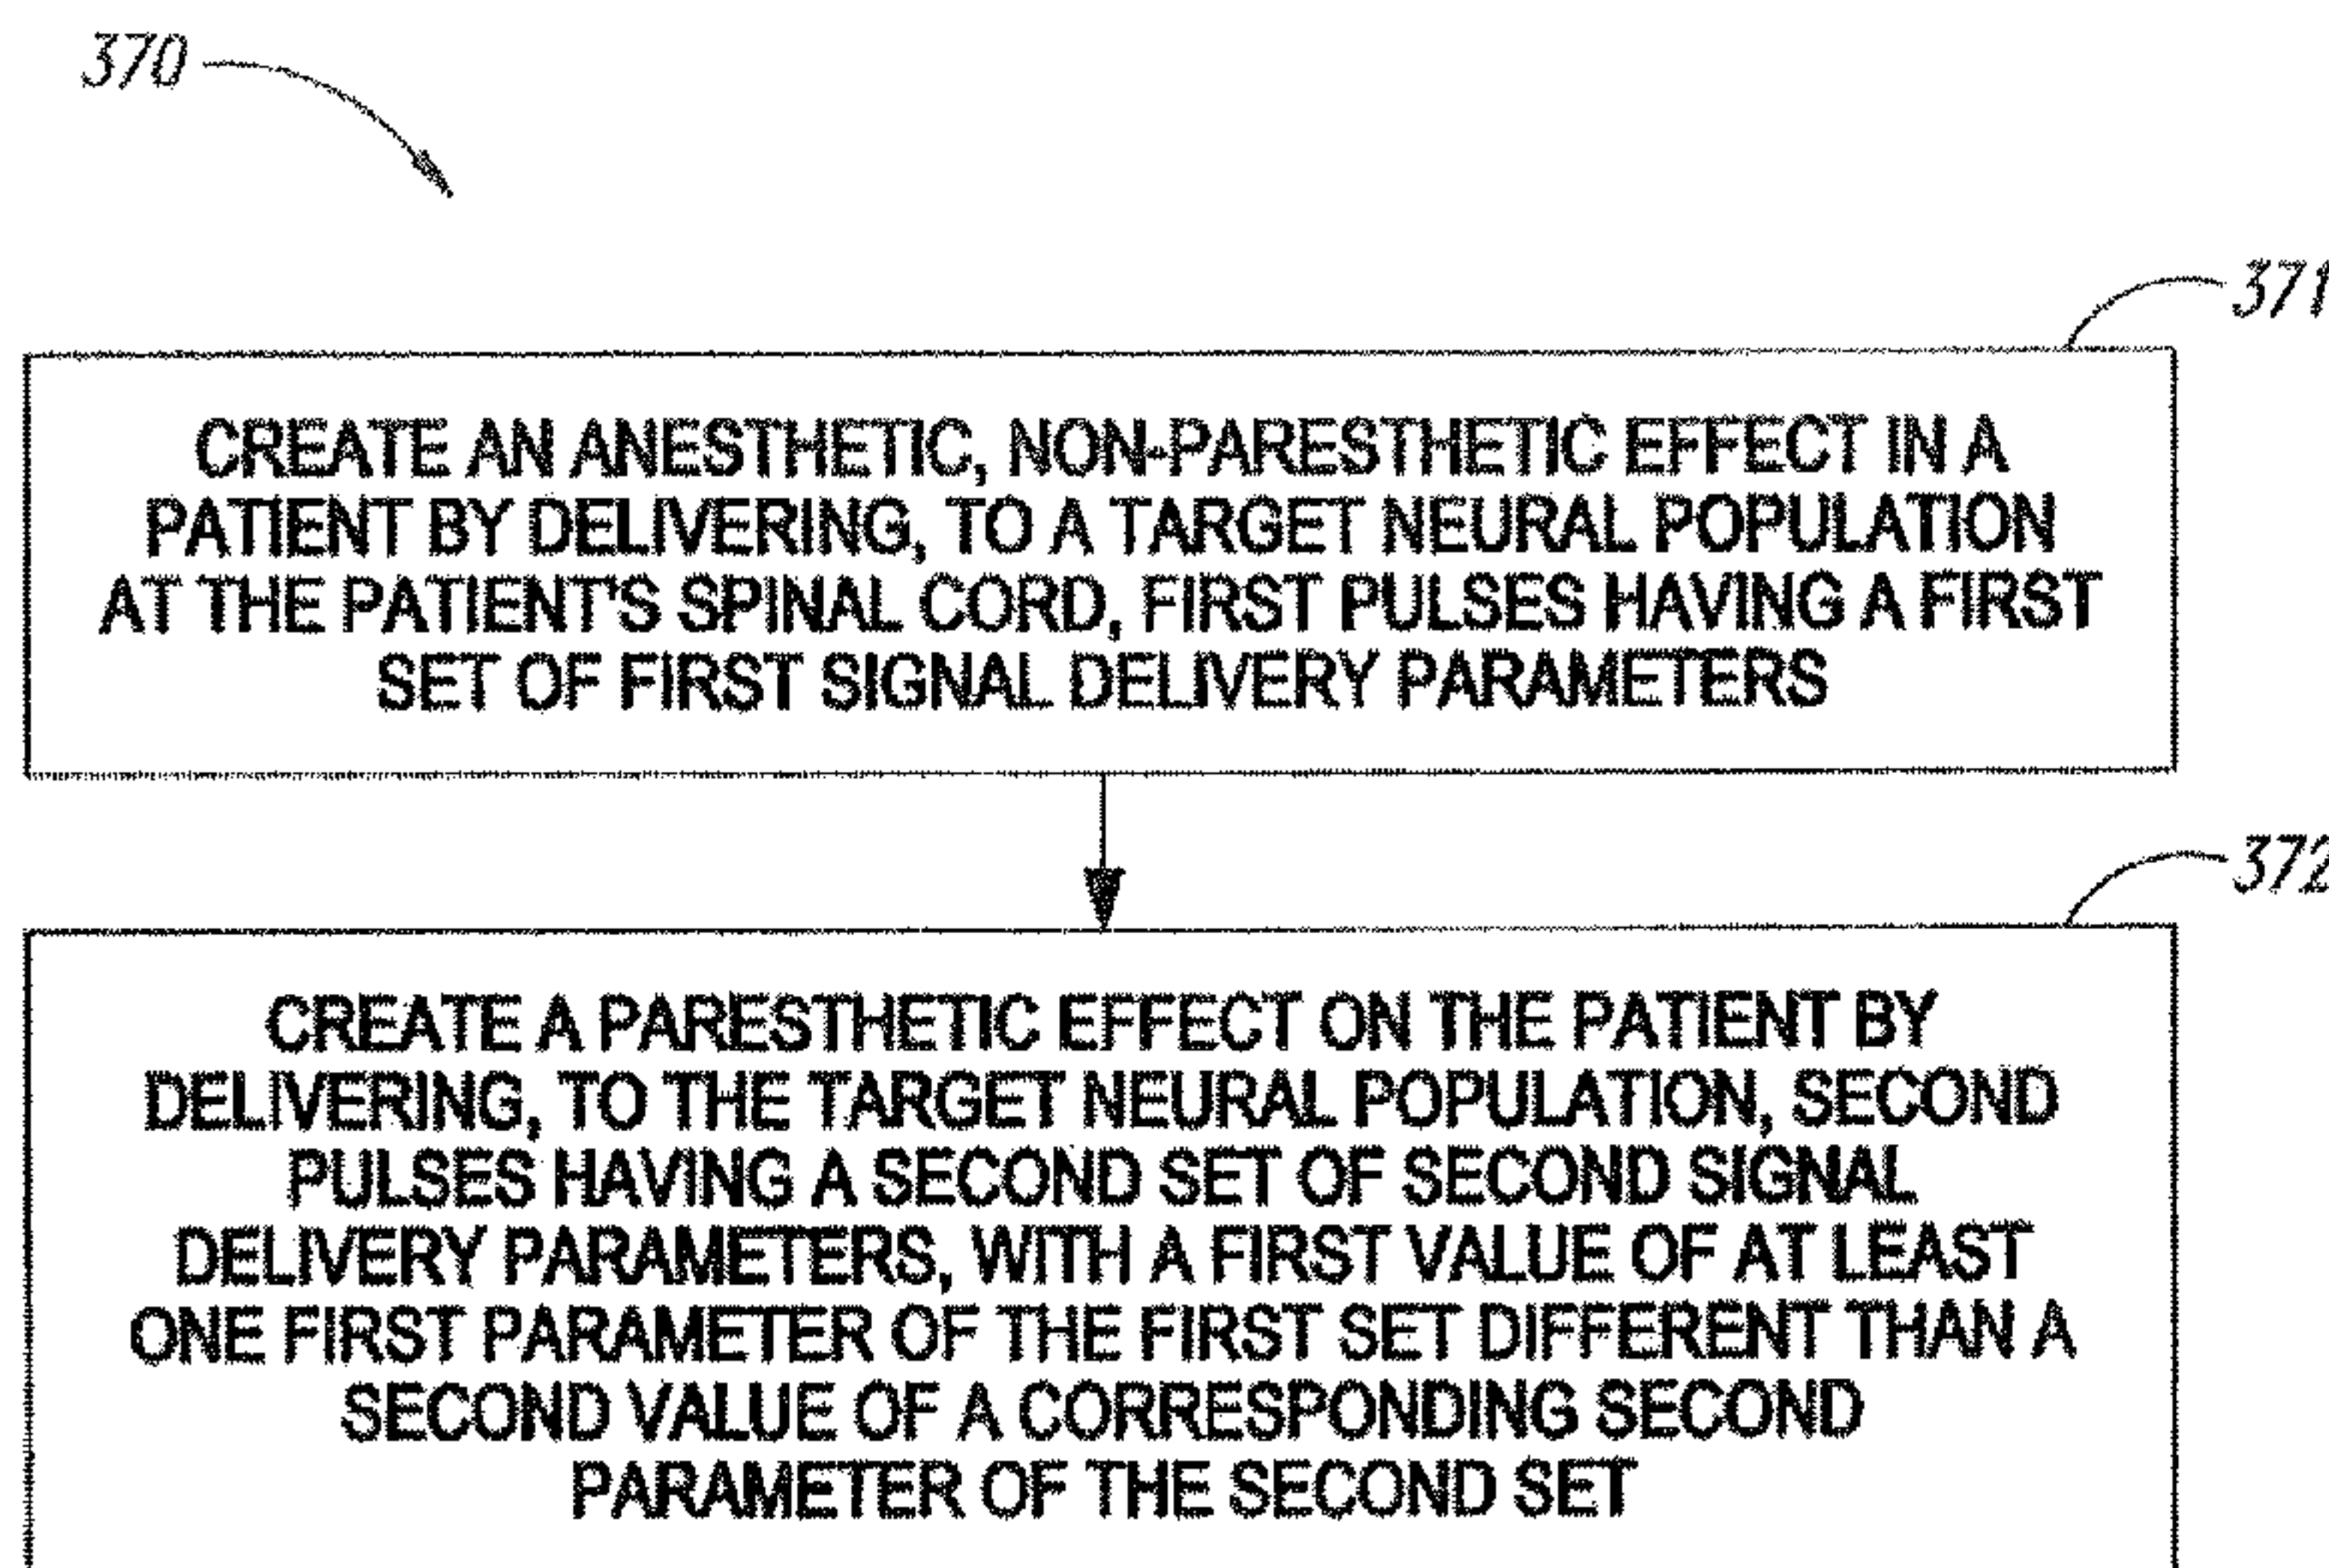 370
371
CREATE AN ANESTHETIC, NON-PARESTHETIC EFFECT IN A
PATIENT BY DELIVERING, TO A TARGET NEURAL POPULATION
AT THE PATIENT'S SPINAL CORD, FIRST PULSES HAVING A FIRST
SET OF FIRST SIGNAL DELIVERY PARAMETERS
372
CREATE A PARESTHETIC EFFECT ON THE PATIENT BY
DELIVERING, TO THE TARGET NEURAL POPULATION, SECOND
PULSES HAVING A SECOND SET OF SECOND SIGNAL
DELIVERY PARAMETERS, WITH A FIRST VALUE OF AT LEAST
ONE FIRST PARAMETER OF THE FIRST SET DIFFERENT THAN A
SECOND VALUE OF A CORRESPONDING SECOND
PARAMETER OF THE SECOND SET